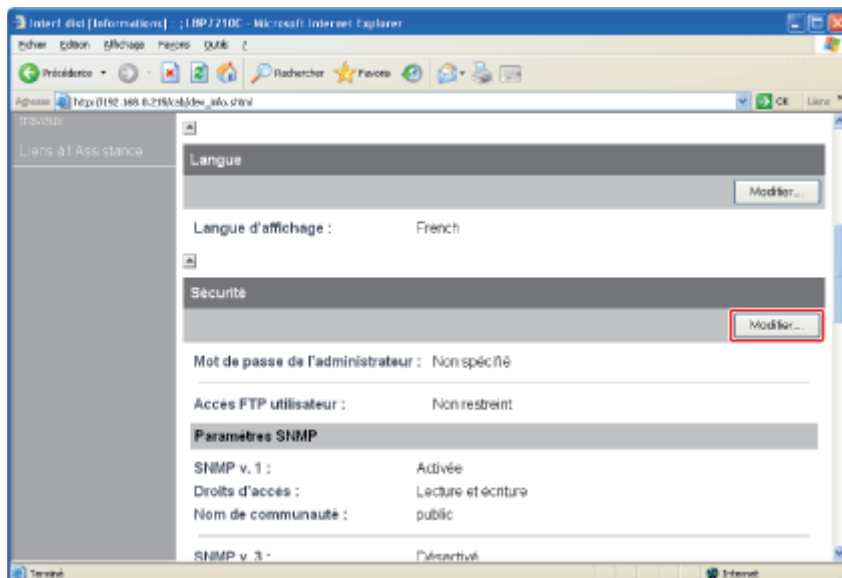 Interf dist [Informations] : ; LBP7210C - Microsoft Internet Explorer
Fichier Edition Affichage Favoris Outils ?
Précédente Rechercher Favoris
Adresse OK Liens
travaux
Liens à l'Assistance
Langue
Modifier...
Langue d'affichage : French
Sécurité
Modifier...
Mot de passe de l'administrateur : Non spécifié
Accès FTP utilisateur : Non restreint
Paramètres SNMP
SNMP v. 1 : Activée
Droits d'accès : Lecture et écriture
Nom de communauté : public
SNMP v. 3 : Désactivé
Terminé Internet